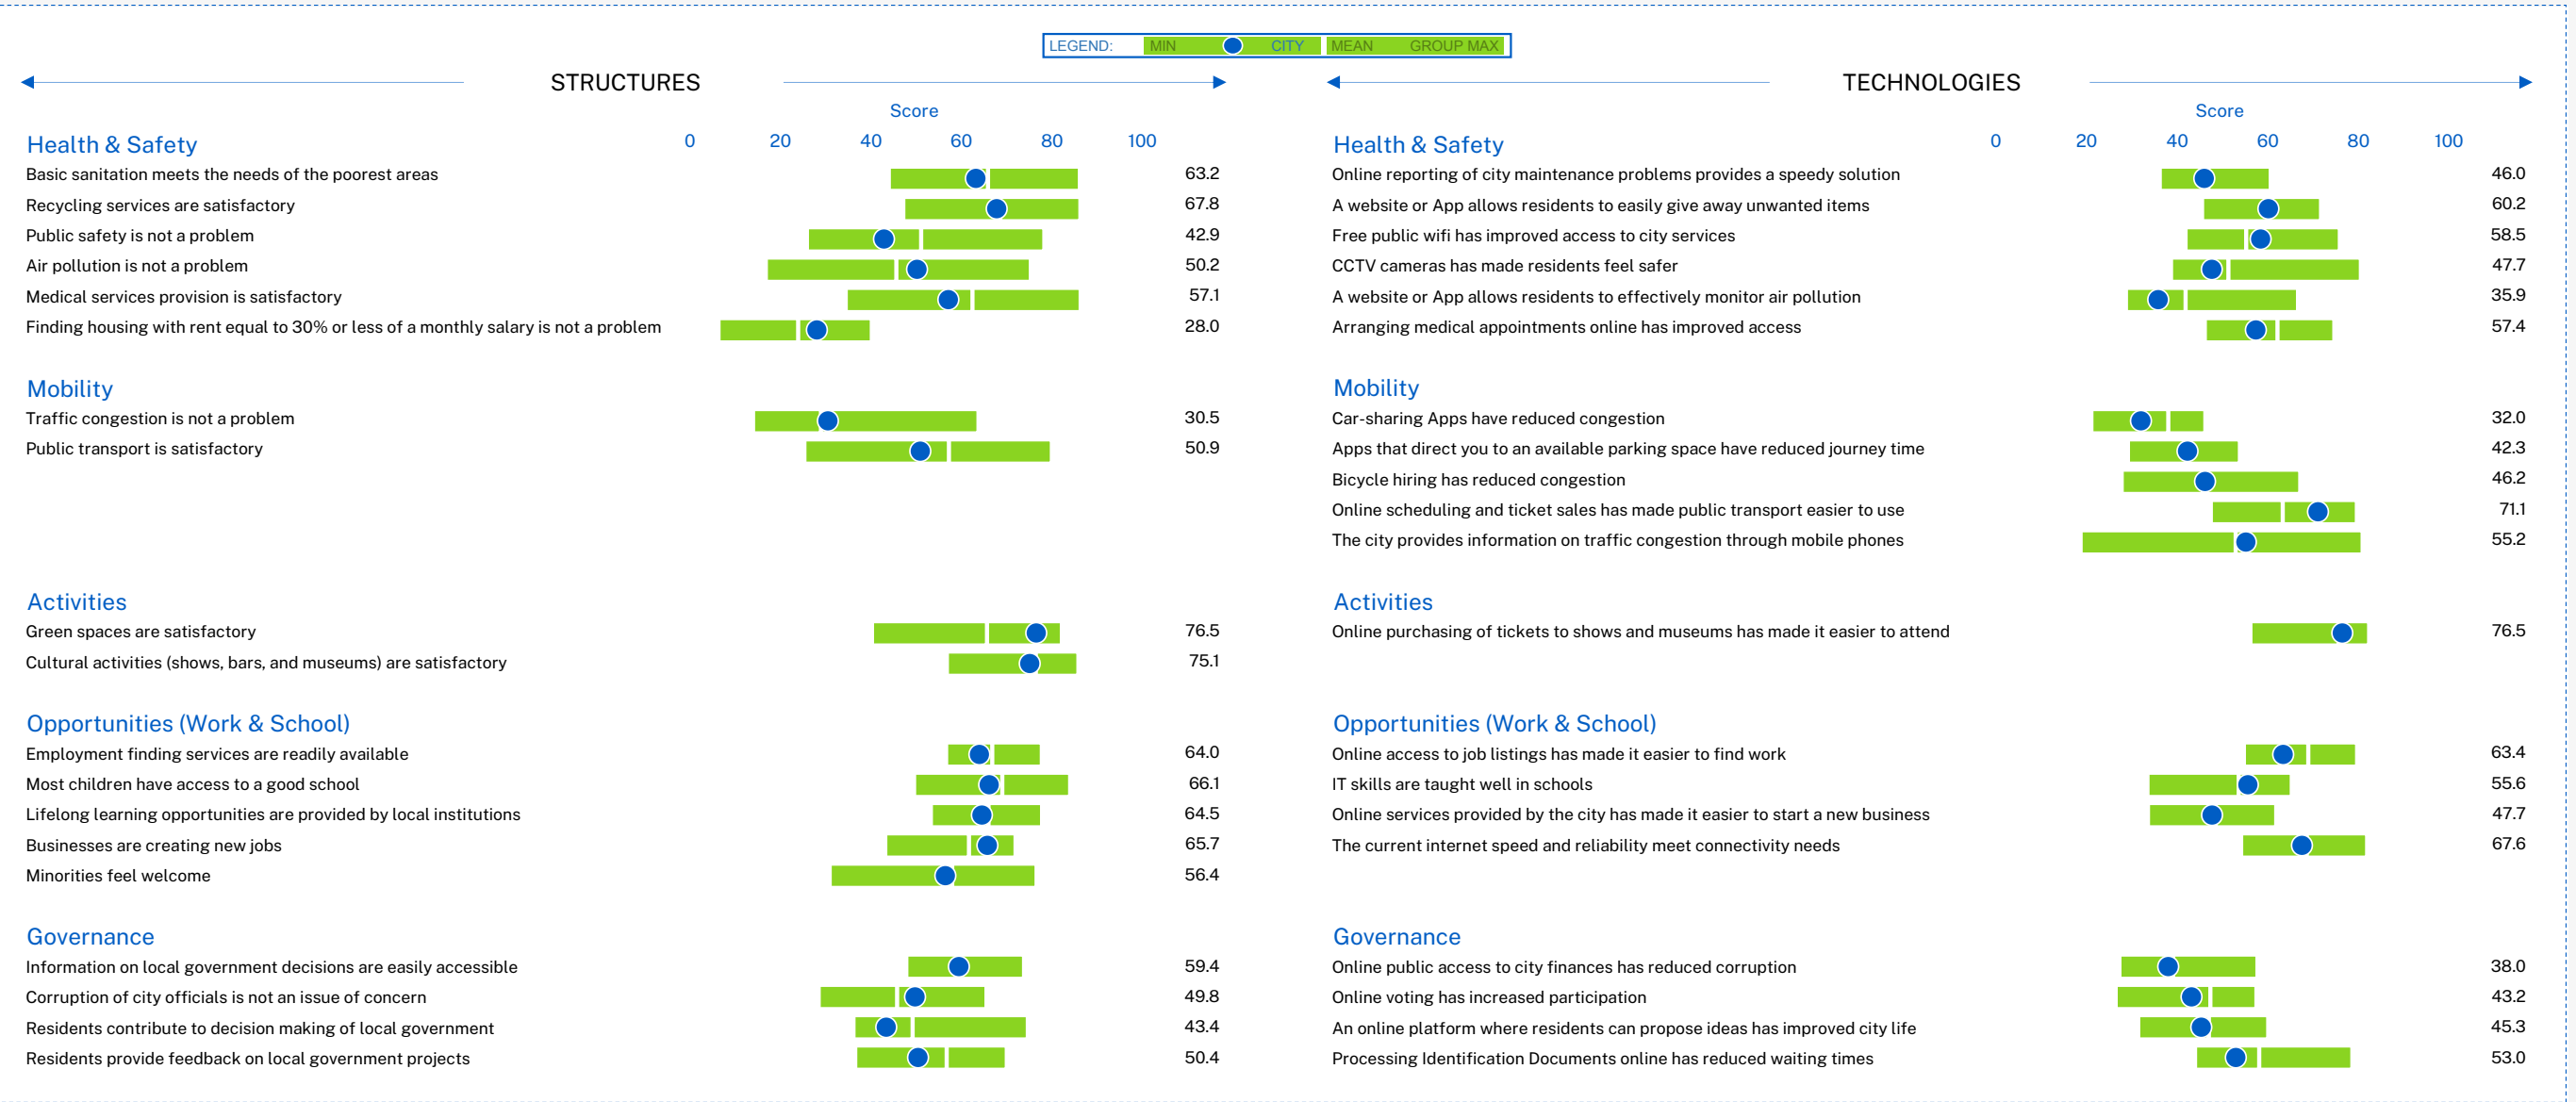 LEGEND: MIN CITY MEAN GROUP MAX
STRUCTURES
Score
0 20 40 60 80 100
Health & Safety
Basic sanitation meets the needs of the poorest areas 63.2
Recycling services are satisfactory 67.8
Public safety is not a problem 42.9
Air pollution is not a problem 50.2
Medical services provision is satisfactory 57.1
Finding housing with rent equal to 30% or less of a monthly salary is not a problem 28.0
Mobility
Traffic congestion is not a problem 30.5
Public transport is satisfactory 50.9
Activities
Green spaces are satisfactory 76.5
Cultural activities (shows, bars, and museums) are satisfactory 75.1
Opportunities (Work & School)
Employment finding services are readily available 64.0
Most children have access to a good school 66.1
Lifelong learning opportunities are provided by local institutions 64.5
Businesses are creating new jobs 65.7
Minorities feel welcome 56.4
Governance
Information on local government decisions are easily accessible 59.4
Corruption of city officials is not an issue of concern 49.8
Residents contribute to decision making of local government 43.4
Residents provide feedback on local government projects 50.4
TECHNOLOGIES
Score
0 20 40 60 80 100
Health & Safety
Online reporting of city maintenance problems provides a speedy solution 46.0
A website or App allows residents to easily give away unwanted items 60.2
Free public wifi has improved access to city services 58.5
CCTV cameras has made residents feel safer 47.7
A website or App allows residents to effectively monitor air pollution 35.9
Arranging medical appointments online has improved access 57.4
Mobility
Car-sharing Apps have reduced congestion 32.0
Apps that direct you to an available parking space have reduced journey time 42.3
Bicycle hiring has reduced congestion 46.2
Online scheduling and ticket sales has made public transport easier to use 71.1
The city provides information on traffic congestion through mobile phones 55.2
Activities
Online purchasing of tickets to shows and museums has made it easier to attend 76.5
Opportunities (Work & School)
Online access to job listings has made it easier to find work 63.4
IT skills are taught well in schools 55.6
Online services provided by the city has made it easier to start a new business 47.7
The current internet speed and reliability meet connectivity needs 67.6
Governance
Online public access to city finances has reduced corruption 38.0
Online voting has increased participation 43.2
An online platform where residents can propose ideas has improved city life 45.3
Processing Identification Documents online has reduced waiting times 53.0